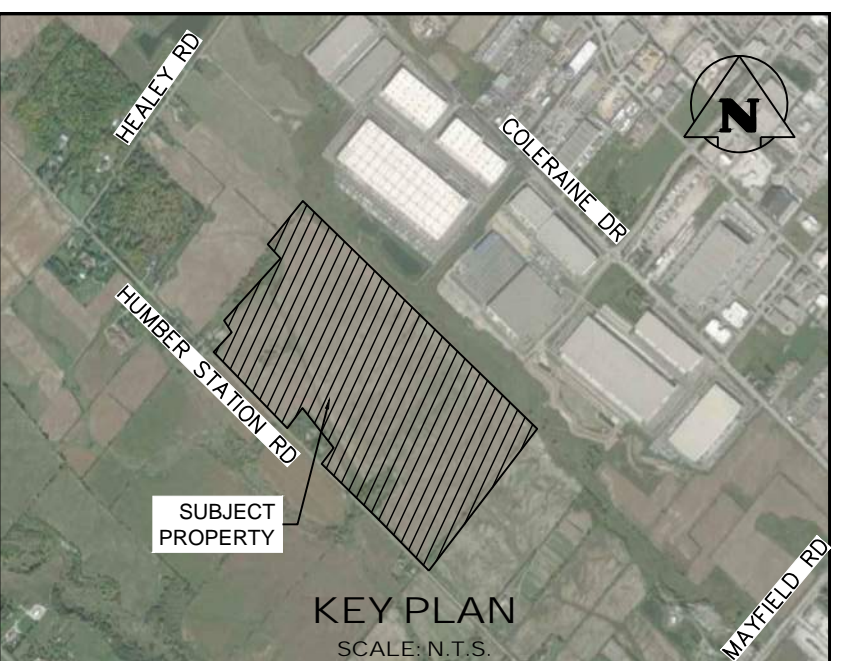 HEALEY RD
COLERAINE DR
N
HUMBER STATION RD
SUBJECT
PROPERTY
MAYFIELD RD
KEY PLAN
SCALE: N.T.S.